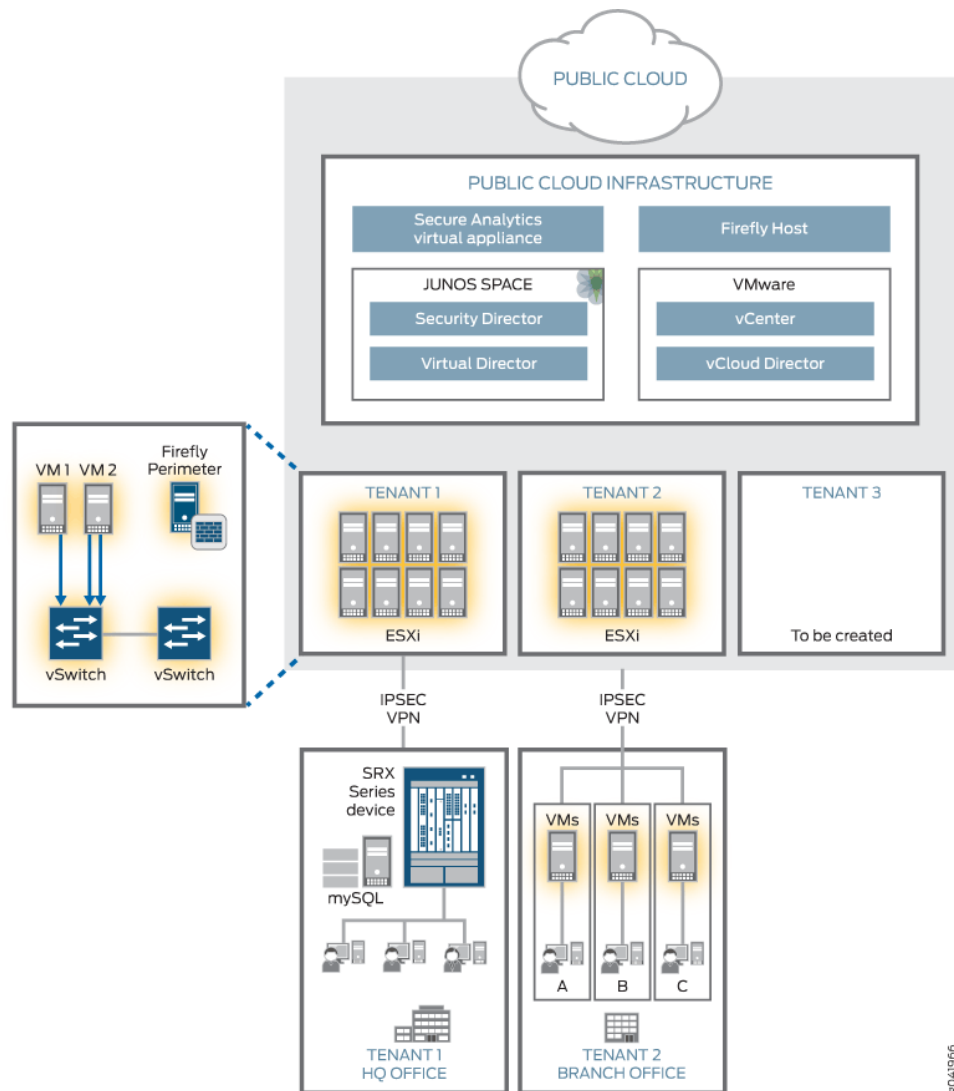 PUBLIC CLOUD
PUBLIC CLOUD INFRASTRUCTURE
Secure Analytics
virtual appliance
Firefly Host
JUNOS SPACE
Security Director
Virtual Director
VMware
vCenter
vCloud Director
VM 1 VM 2
Firefly
Perimeter
vSwitch
vSwitch
TENANT 1
ESXi
TENANT 2
ESXi
TENANT 3
To be created
IPSEC
VPN
IPSEC
VPN
SRX
Series
device
mySQL
TENANT 1
HQ OFFICE
VMs
VMs
VMs
A
B
C
TENANT 2
BRANCH OFFICE
g041966